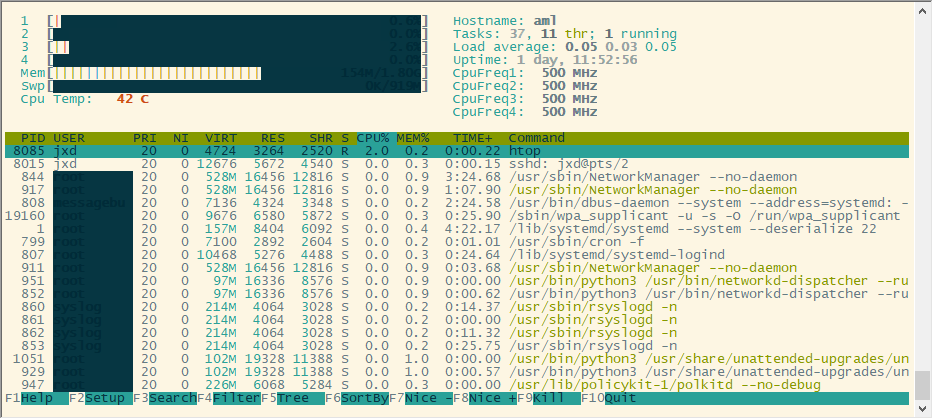 1 [| 0.6%] Hostname: aml
2 [ 0.0%] Tasks: 37, 11 thr; 1 running
3 [|| 2.6%] Load average: 0.05 0.03 0.05
4 [ 0.0%] Uptime: 1 day, 11:52:56
Mem[|||||||||||||||||||||||||| 154M/1.80G] CpuFreq1: 500 MHz
Swp[ 0K/919M] CpuFreq2: 500 MHz
Cpu Temp: 42 C CpuFreq3: 500 MHz
CpuFreq4: 500 MHz
PID USER PRI NI VIRT RES SHR S CPU% MEM% TIME+ Command
8085 jxd 20 0 4724 3264 2520 R 2.0 0.2 0:00.22 htop
8015 jxd 20 0 12676 5672 4540 S 0.0 0.3 0:00.15 sshd: jxd@pts/2
844 root 20 0 528M 16456 12816 S 0.0 0.9 3:24.68 /usr/sbin/NetworkManager --no-daemon
917 root 20 0 528M 16456 12816 S 0.0 0.9 1:07.90 /usr/sbin/NetworkManager --no-daemon
808 messagebu 20 0 7136 4324 3348 S 0.0 0.2 2:24.58 /usr/bin/dbus-daemon --system --address=systemd: -
19160 root 20 0 9676 6580 5872 S 0.0 0.3 0:25.90 /sbin/wpa_supplicant -u -s -O /run/wpa_supplicant
1 root 20 0 157M 8404 6092 S 0.0 0.4 4:22.17 /lib/systemd/systemd --system --deserialize 22
799 root 20 0 7100 2892 2604 S 0.0 0.2 0:01.01 /usr/sbin/cron -f
807 root 20 0 10468 5276 4488 S 0.0 0.3 0:24.64 /lib/systemd/systemd-logind
911 root 20 0 528M 16456 12816 S 0.0 0.9 0:03.68 /usr/sbin/NetworkManager --no-daemon
951 root 20 0 97M 16336 8576 S 0.0 0.9 0:00.00 /usr/bin/python3 /usr/bin/networkd-dispatcher --ru
852 root 20 0 97M 16336 8576 S 0.0 0.9 0:00.62 /usr/bin/python3 /usr/bin/networkd-dispatcher --ru
860 syslog 20 0 214M 4064 3028 S 0.0 0.2 0:14.37 /usr/sbin/rsyslogd -n
861 syslog 20 0 214M 4064 3028 S 0.0 0.2 0:00.00 /usr/sbin/rsyslogd -n
862 syslog 20 0 214M 4064 3028 S 0.0 0.2 0:11.32 /usr/sbin/rsyslogd -n
853 syslog 20 0 214M 4064 3028 S 0.0 0.2 0:25.75 /usr/sbin/rsyslogd -n
1051 root 20 0 102M 19328 11388 S 0.0 1.0 0:00.00 /usr/bin/python3 /usr/share/unattended-upgrades/un
929 root 20 0 102M 19328 11388 S 0.0 1.0 0:00.57 /usr/bin/python3 /usr/share/unattended-upgrades/un
947 root 20 0 226M 6068 5284 S 0.0 0.3 0:00.00 /usr/lib/policykit-1/polkitd --no-debug
F1Help F2Setup F3SearchF4FilterF5Tree F6SortByF7Nice -F8Nice +F9Kill F10Quit